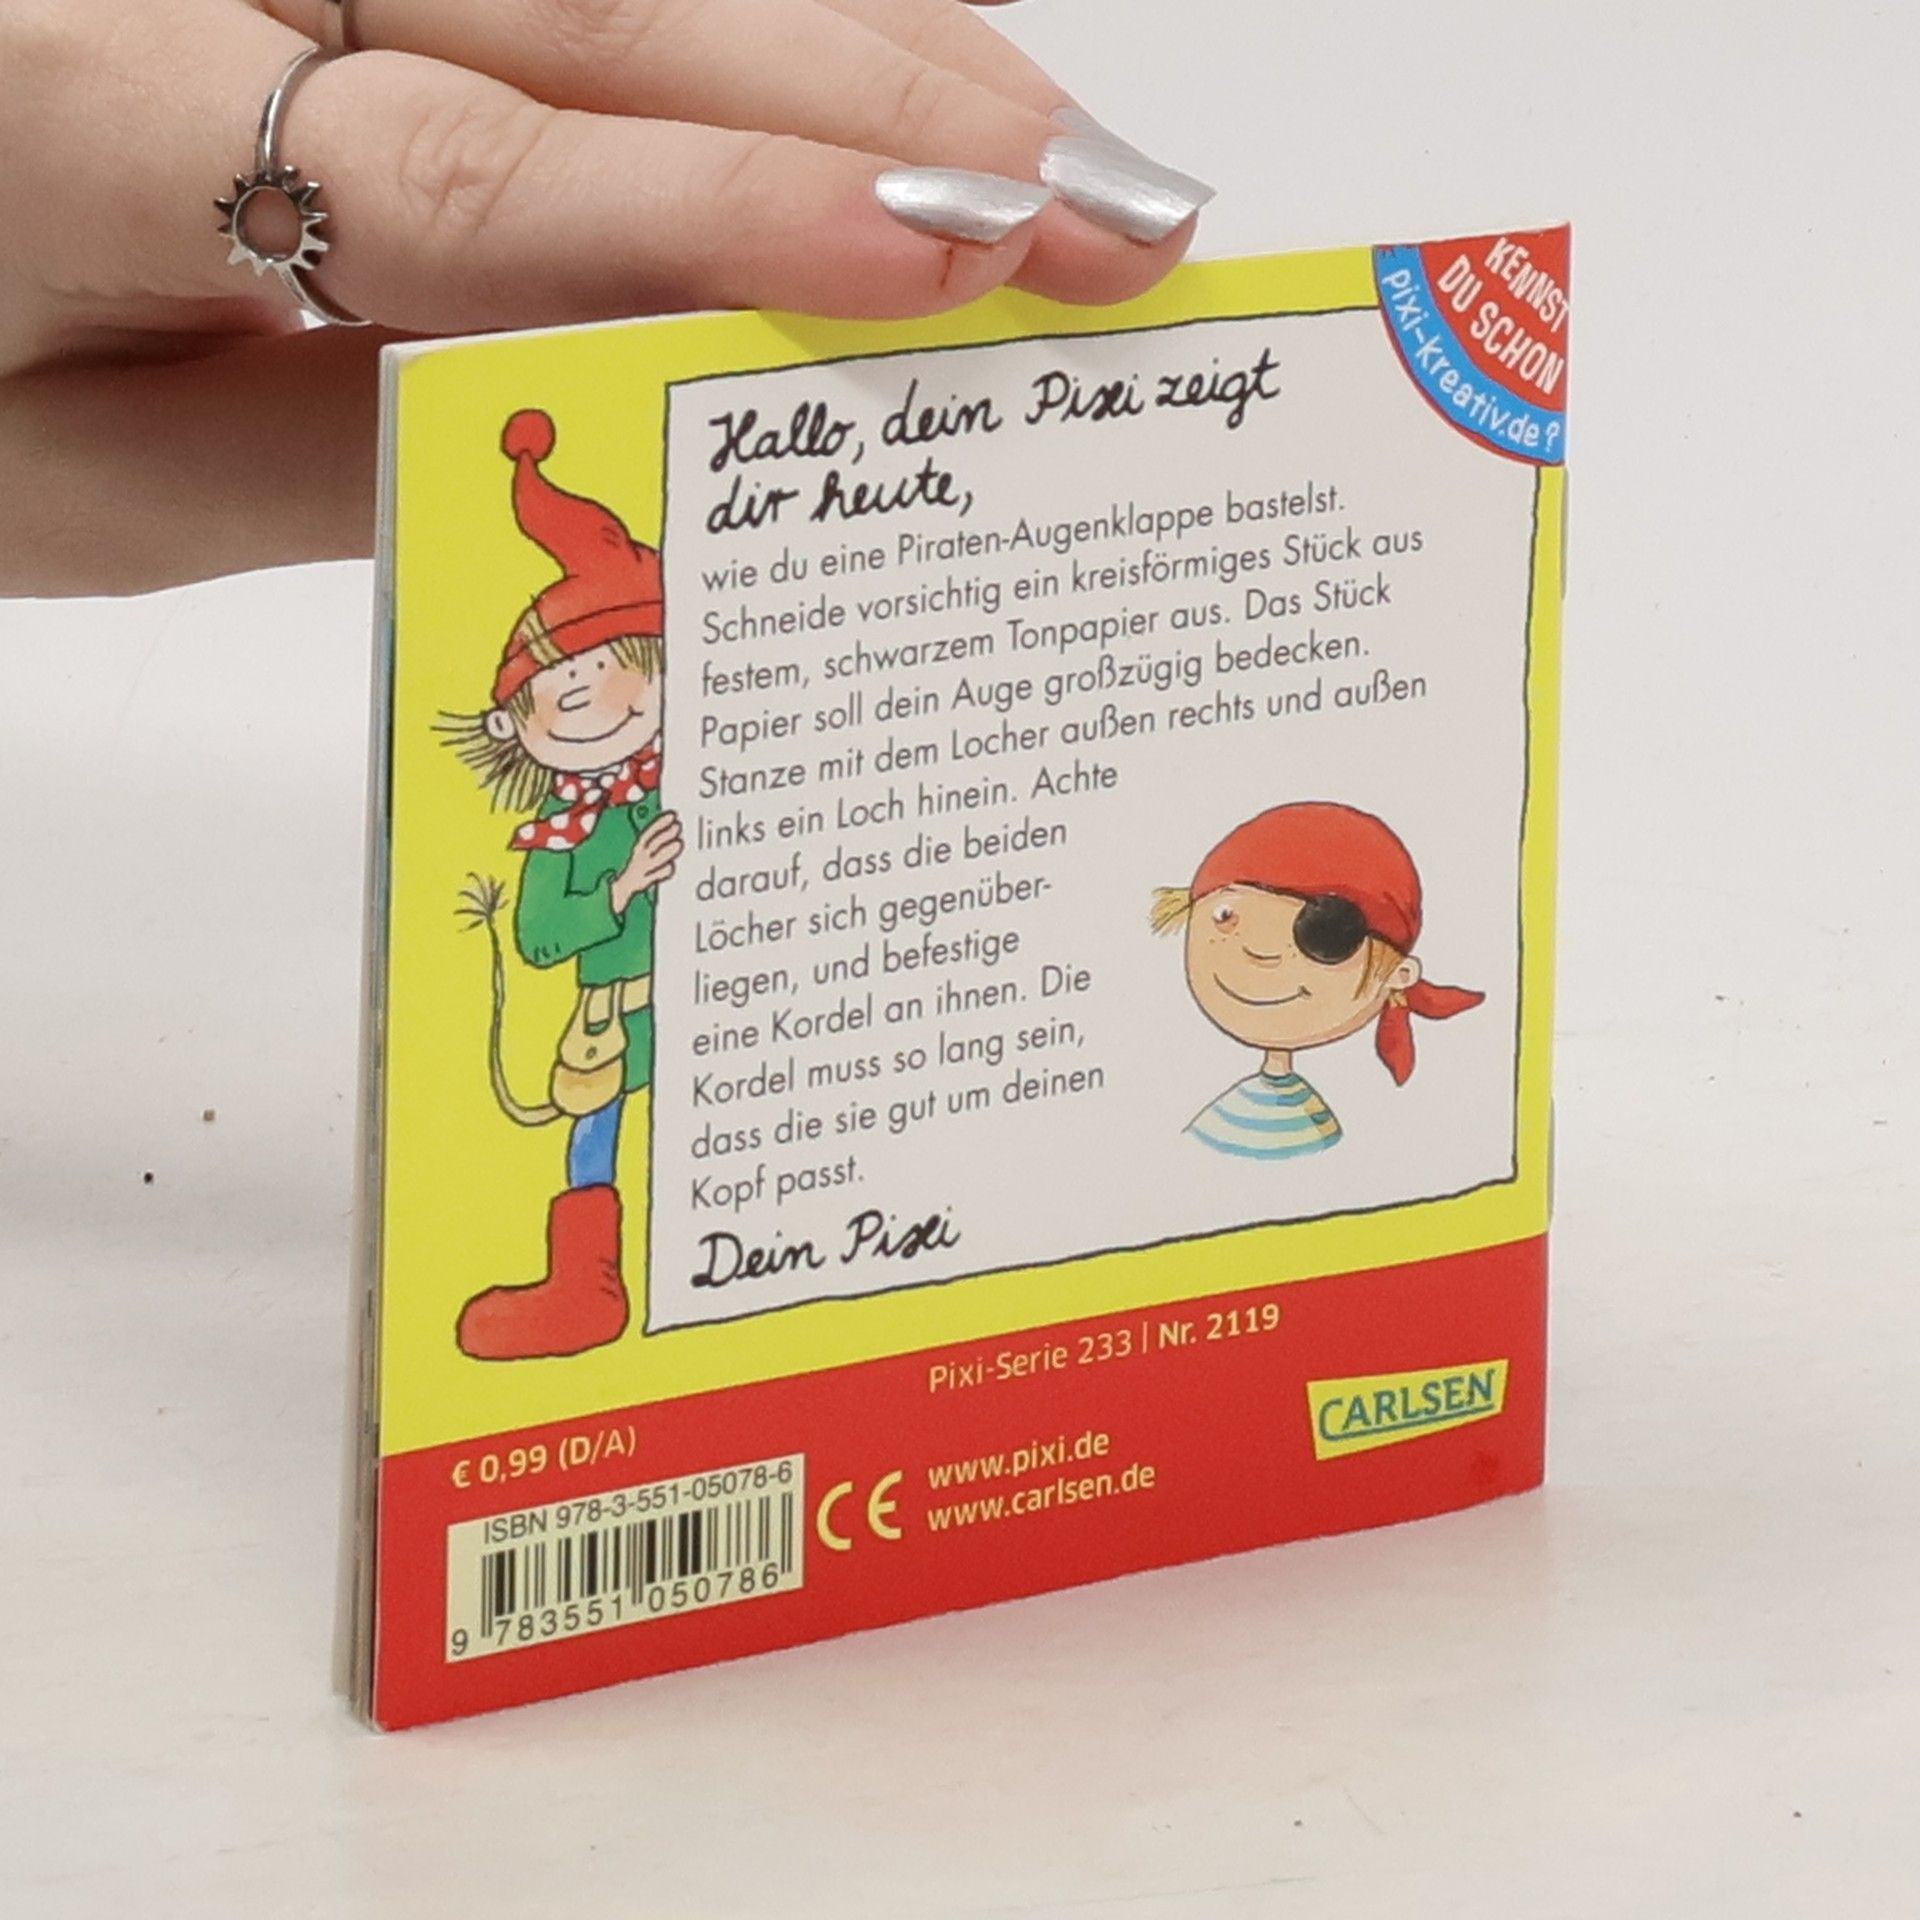 KENNST
DU SCHON
pixi-kreativ.de?
Hallo, dein Pixi zeigt
dir heute,
wie du eine Piraten-Augenklappe bastelst.
Schneide vorsichtig ein kreisförmiges Stück aus
festem, schwarzem Tonpapier aus. Das Stück
Papier soll dein Auge großzügig bedecken.
Stanze mit dem Locher außen rechts und außen
links ein Loch hinein. Achte
darauf, dass die beiden
Löcher sich gegenüber-
liegen, und befestige
eine Kordel an ihnen. Die
Kordel muss so lang sein,
dass die sie gut um deinen
Kopf passt.
Dein Pixi
Pixi-Serie 233 | Nr. 2119
€ 0,99 (D/A)
ISBN 978-3-551-05078-6
9 783551 050786
CE
www.pixi.de
www.carlsen.de
CARLSEN